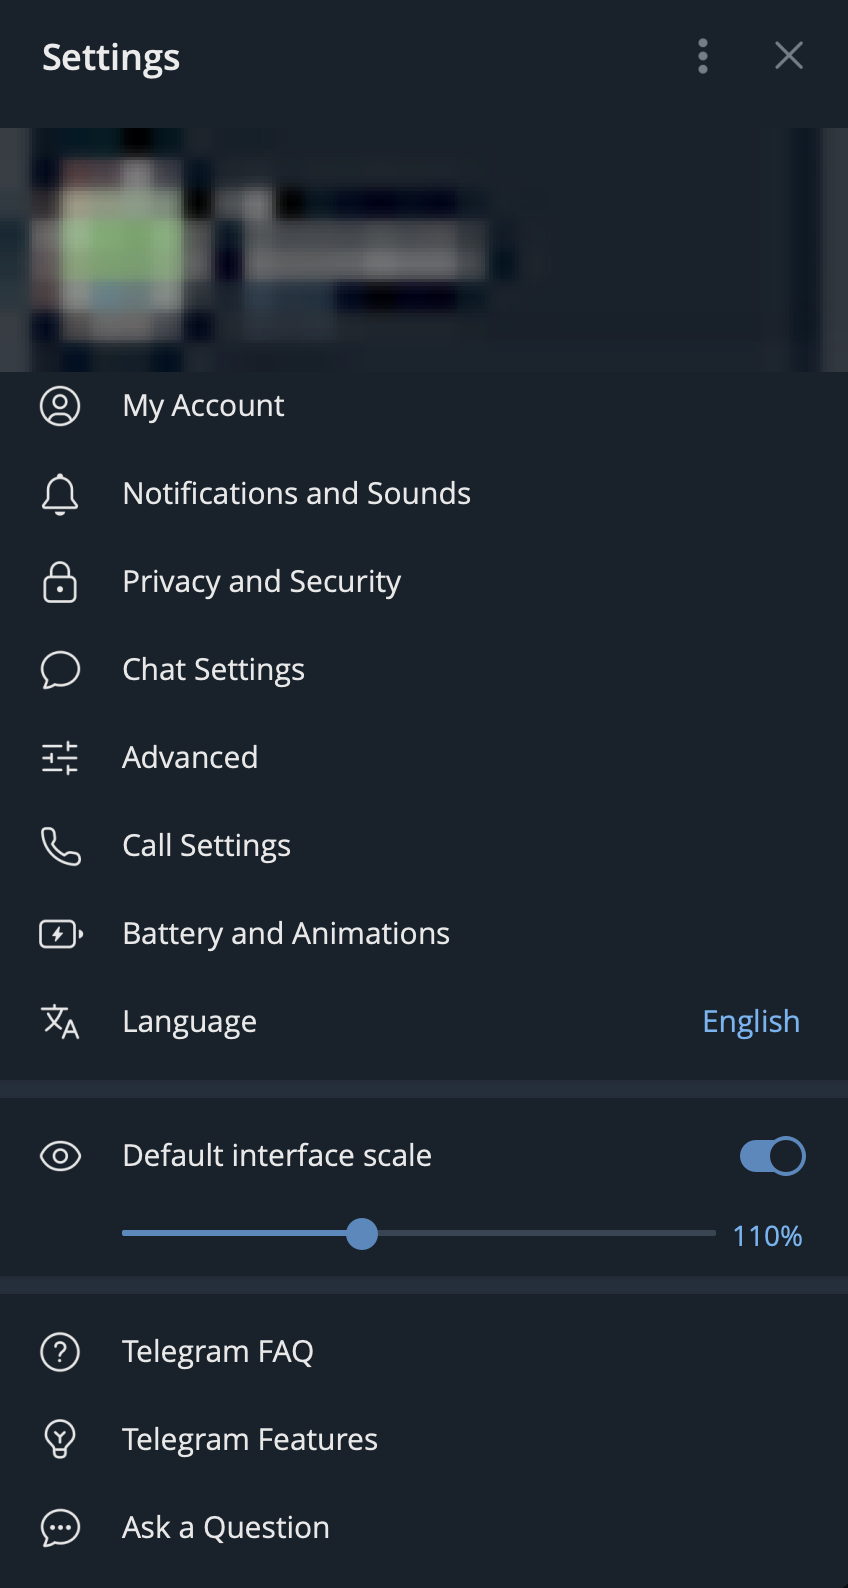 Settings
My Account
Notifications and Sounds
Privacy and Security
Chat Settings
Advanced
Call Settings
Battery and Animations
Language English
Default interface scale
110%
Telegram FAQ
Telegram Features
Ask a Question